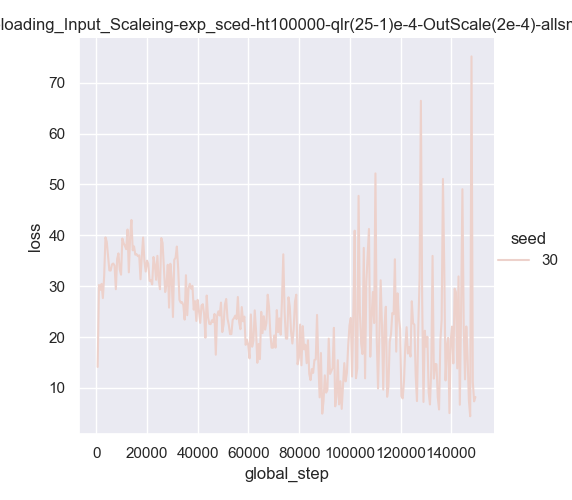 loading_Input_Scaleing-exp_sced-ht100000-qlr(25-1)e-4-OutScale(2e-4)-allsr
70
60
50
40
30
20
10
loss
0 20000 40000 60000 80000 100000 120000 140000
global_step
seed
30